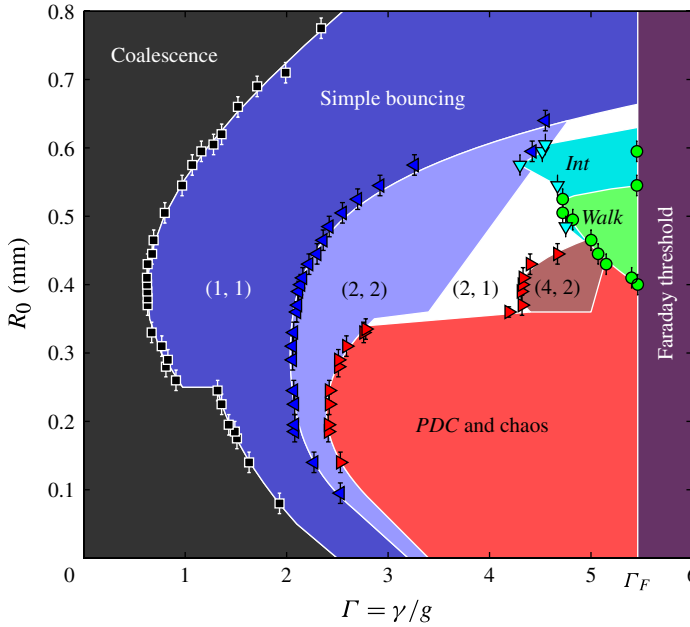 0.8
0.7
0.6
0.5
0.4
0.3
0.2
0.1
R0 (mm)
Coalescence
Simple bouncing
Int
Walk
(1, 1)
(2, 2)
(2, 1)
(4, 2)
PDC and chaos
Faraday threshold
0
1
2
3
4
5
ΓF
6
Γ = γ/g